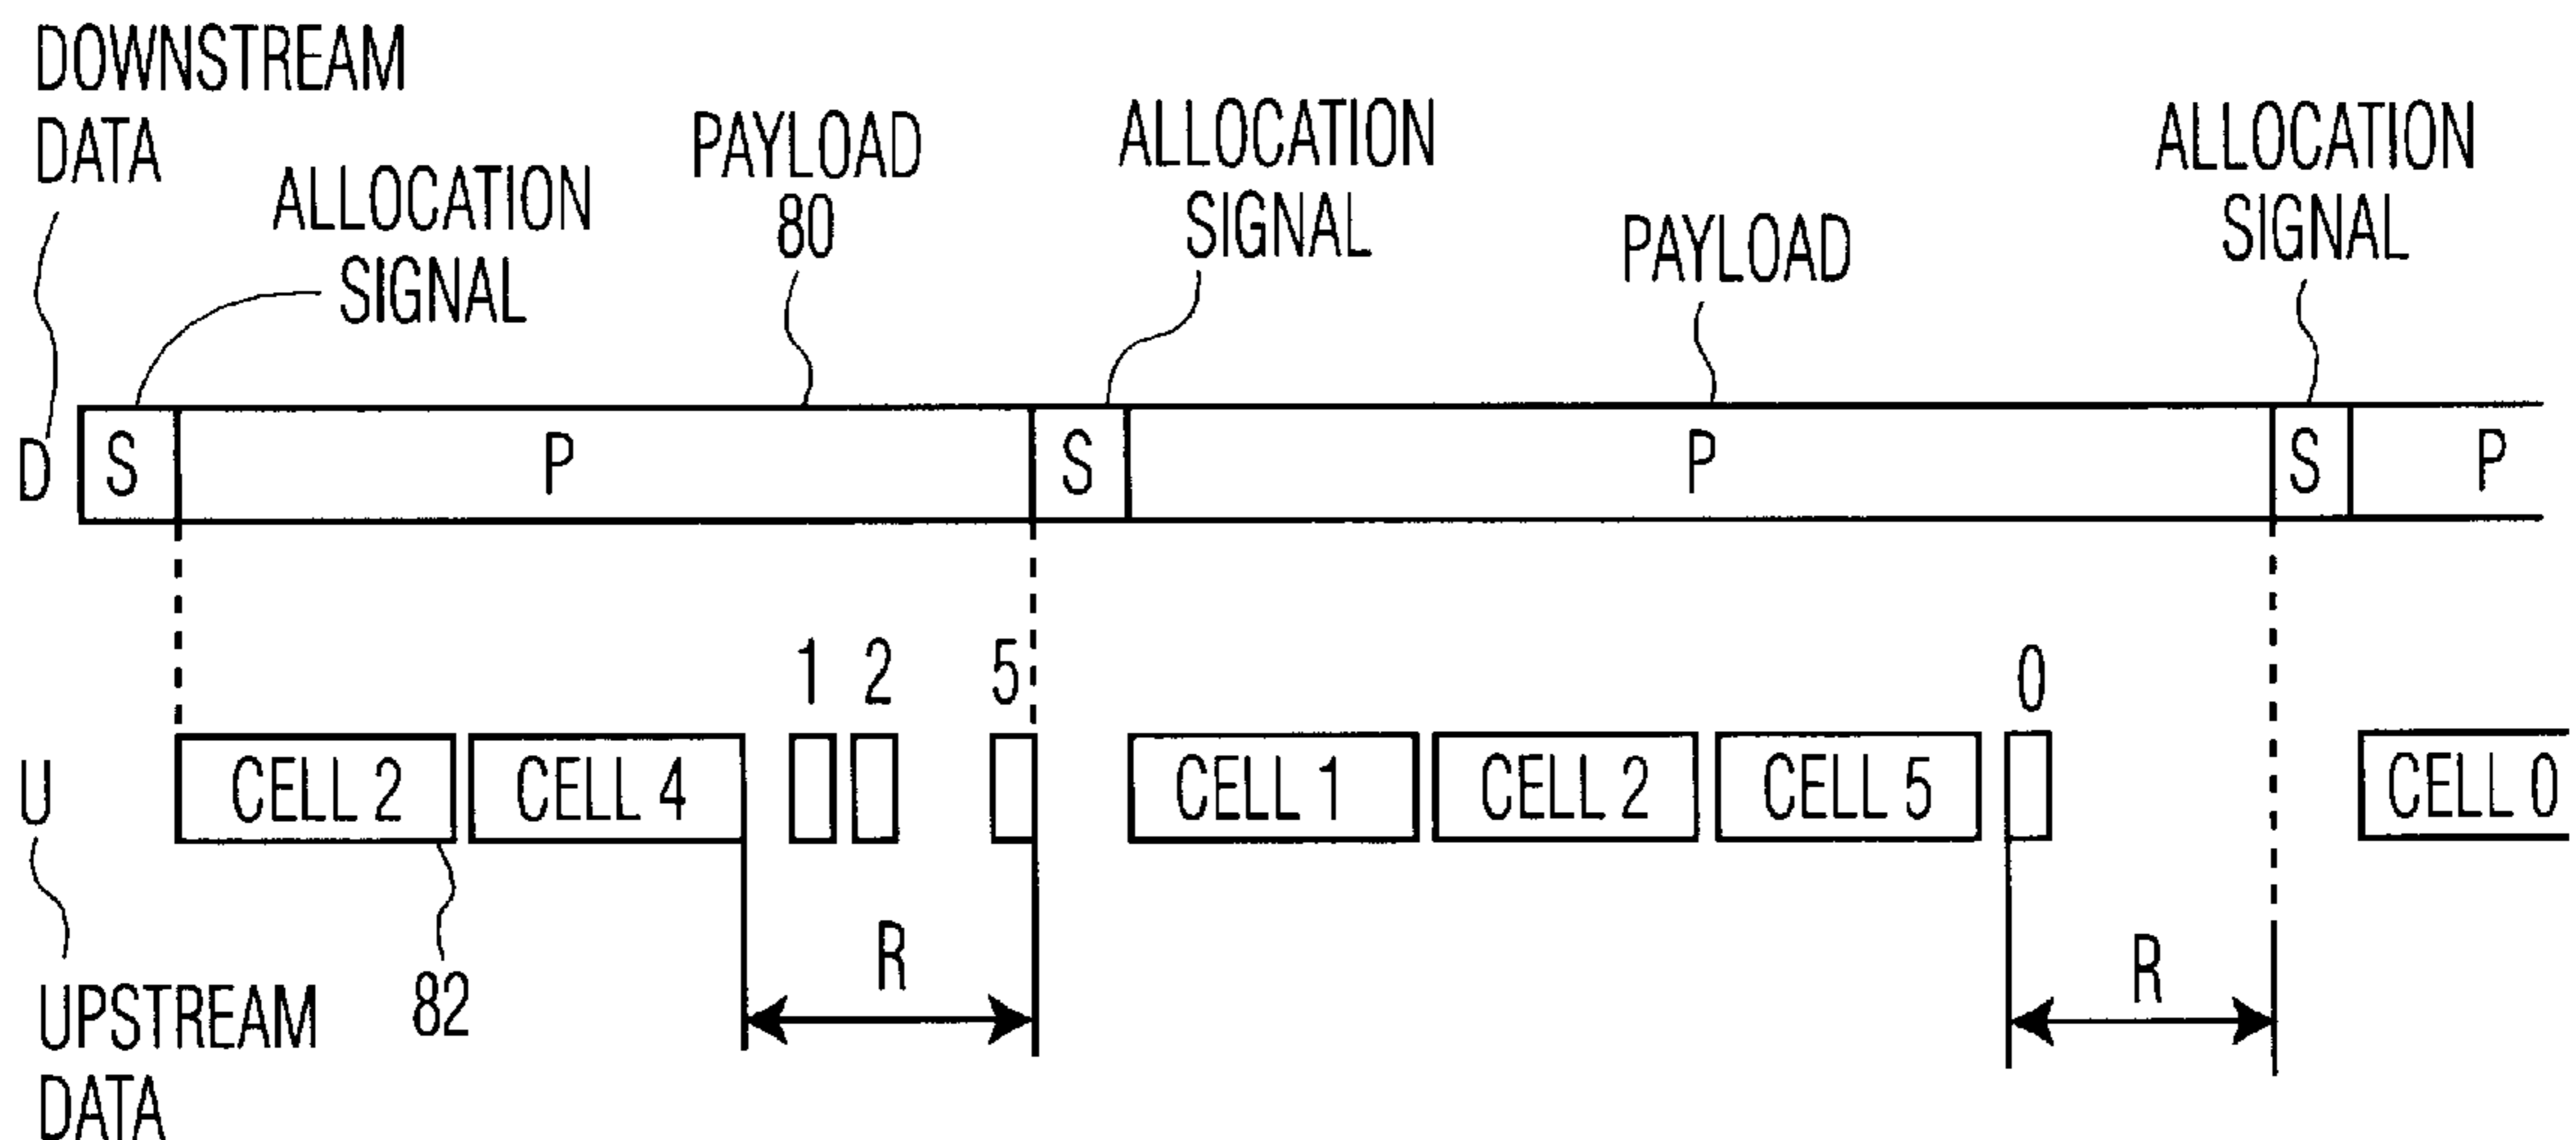 DOWNSTREAM
DATA
ALLOCATION
SIGNAL
PAYLOAD
80
ALLOCATION
SIGNAL
PAYLOAD
ALLOCATION
SIGNAL
D S P S P S P
1 2 5 0
U CELL 2 CELL 4 CELL 1 CELL 2 CELL 5 CELL 0
R R
82
UPSTREAM
DATA